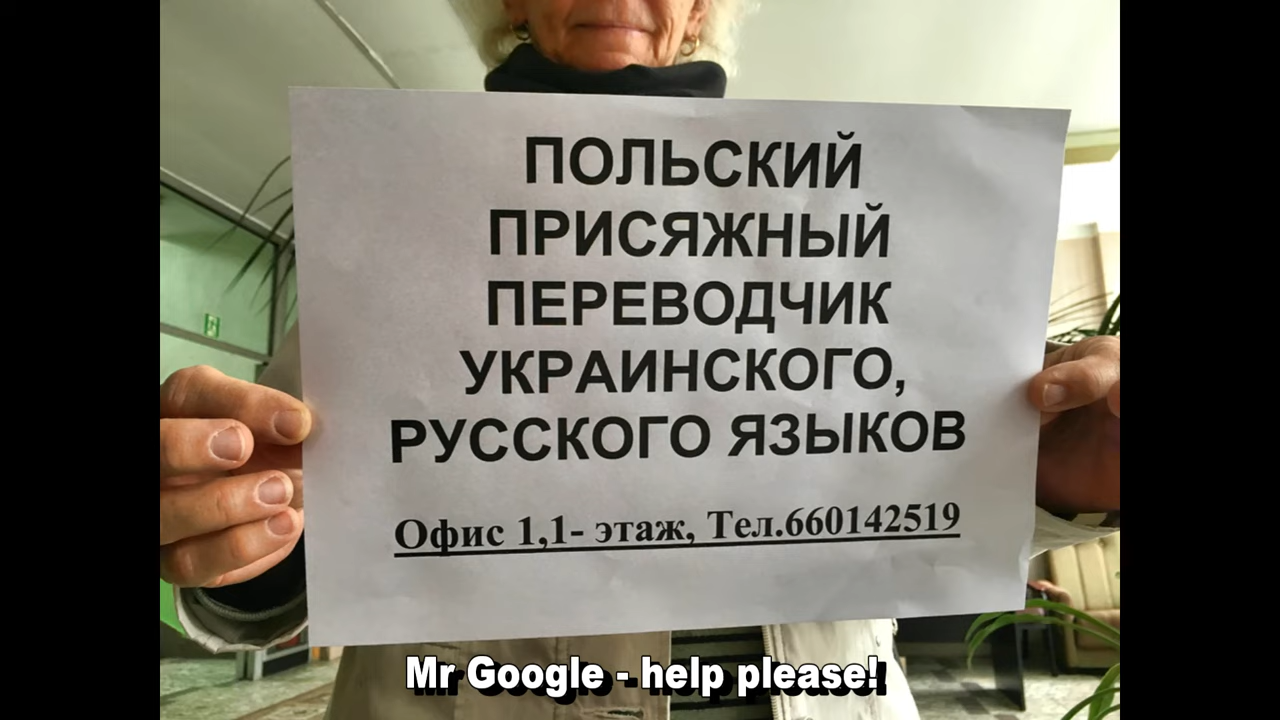 ПОЛЬСКИЙ
ПРИСЯЖНЫЙ
ПЕРЕВОДЧИК
УКРАИНСКОГО,
РУССКОГО ЯЗЫКОВ
Офис 1,1- этаж, Тел.660142519
Mr Google - help please!